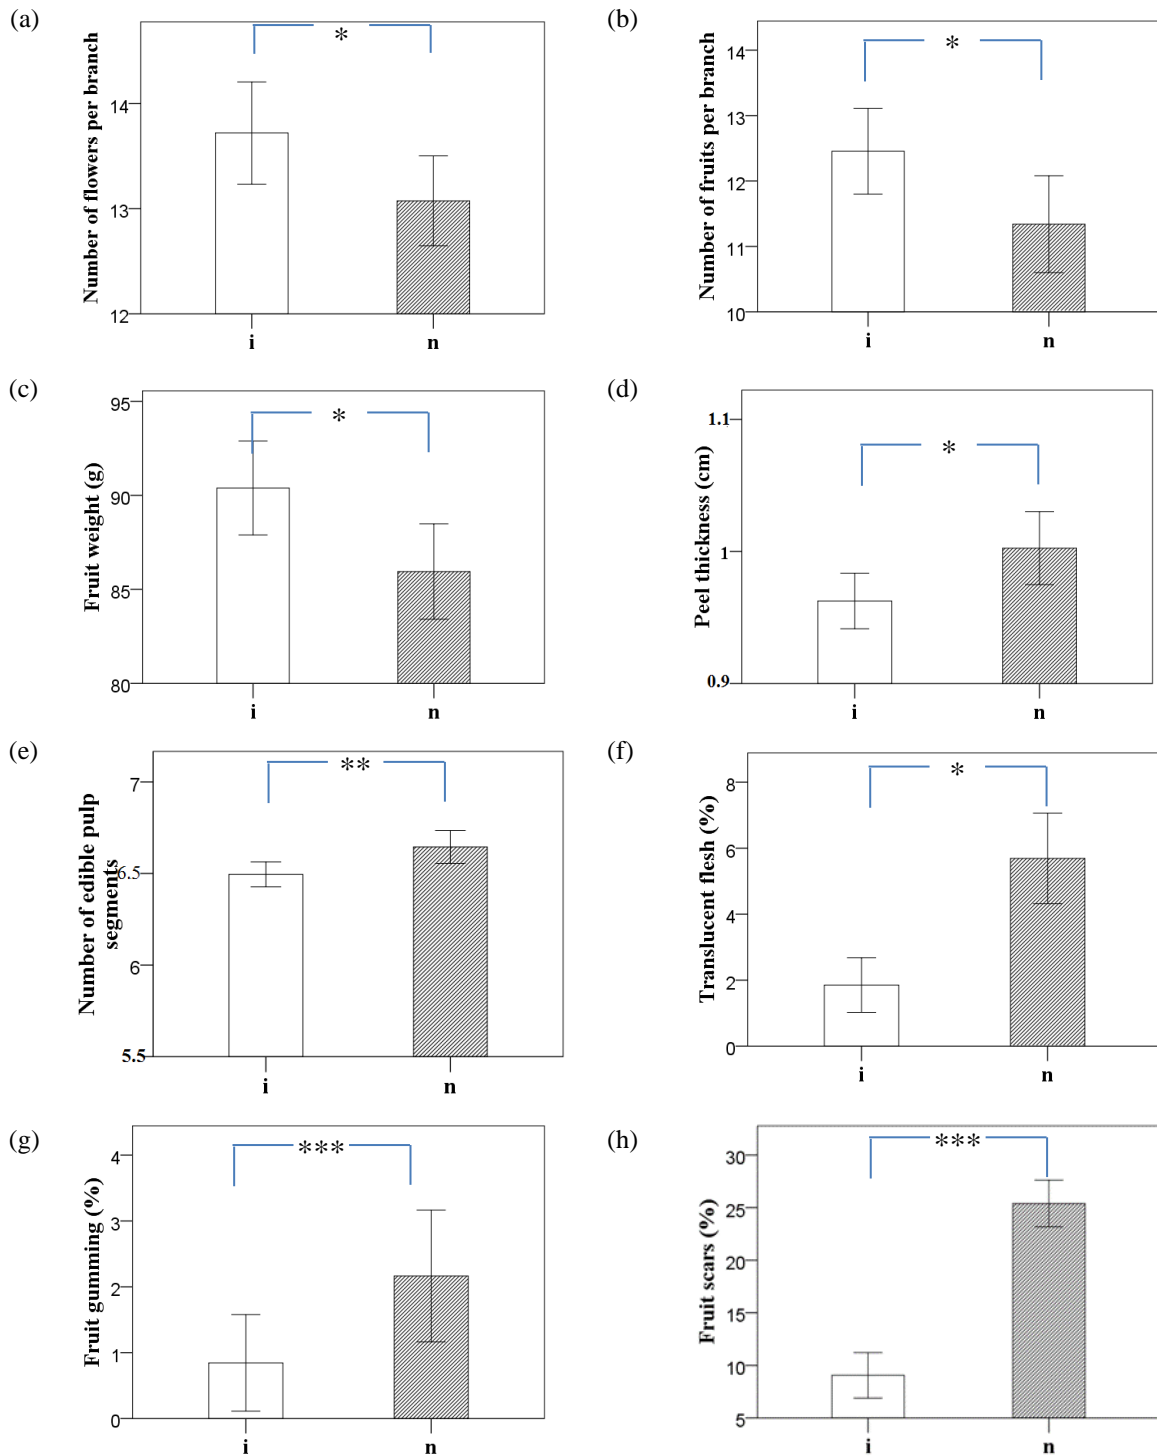 (a)
Number of flowers per branch
14
13
12
*
i n
(b)
Number of fruits per branch
14
13
12
11
10
*
i n
(c)
Fruit weight (g)
95
90
85
80
*
i n
(d)
Peel thickness (cm)
1.1
1
0.9
*
i n
(e)
Number of edible pulp
segments
7
6.5
6
5.5
**
i n
(f)
Translucent flesh (%)
8
6
4
2
0
*
i n
(g)
Fruit gumming (%)
4
3
2
1
0
***
i n
(h)
Fruit scars (%)
30
25
20
15
10
5
***
i n